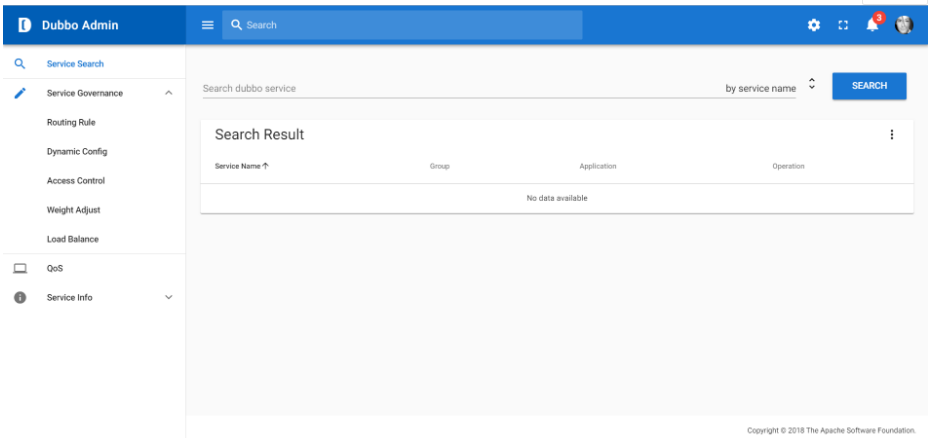 Dubbo Admin
Search
3
Service Search
Service Governance
Routing Rule
Dynamic Config
Access Control
Weight Adjust
Load Balance
QoS
Service Info
Search dubbo service
by service name
SEARCH
Search Result
Service Name Group Application Operation
No data available
Copyright © 2018 The Apache Software Foundation.